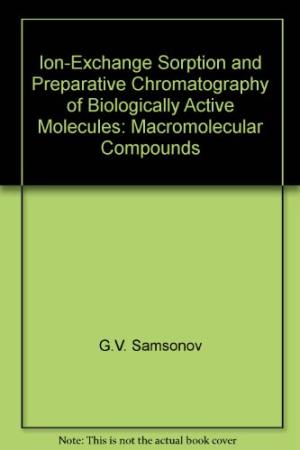 Ion-Exchange Sorption and
Preparative Chromatography
of Biologically Active
Molecules: Macromolecular
Compounds
G.V. Samsonov
Note: This is not the actual book cover